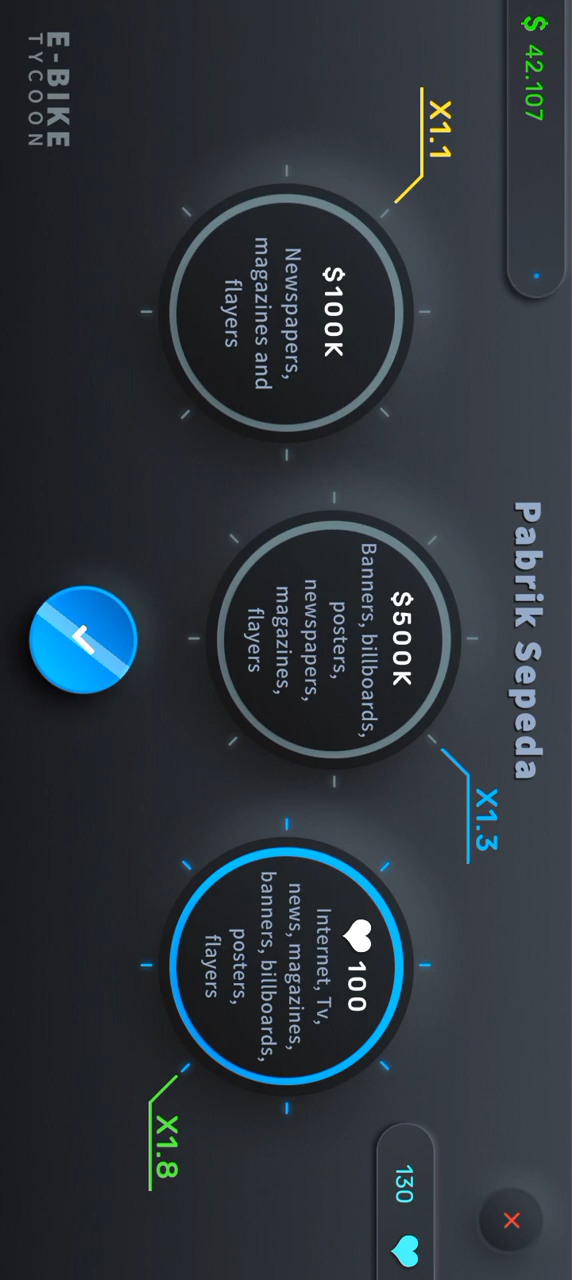 $ 42.107
Pabrik Sepeda
X1.1
$100K
Newspapers,
magazines and
flayers
$500K
Banners, billboards,
posters,
newspapers,
magazines,
flayers
X1.3
100
Internet, Tv,
news, magazines,
banners, billboards,
posters,
flayers
X1.8
130
E-BIKE
TYCOON